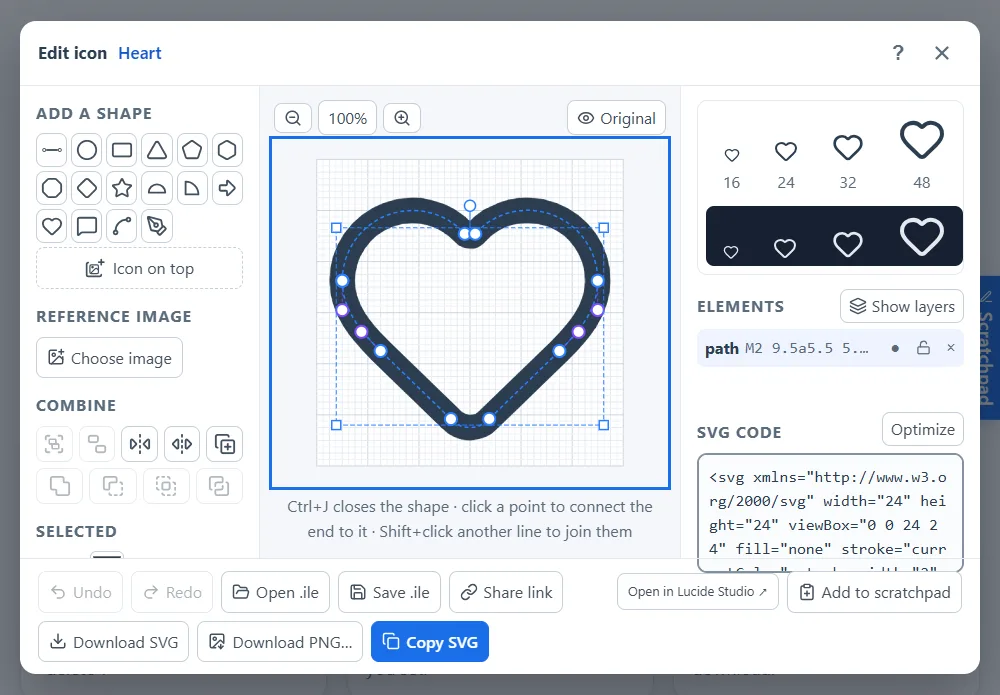 Edit icon Heart ?
ADD A SHAPE
Icon on top
REFERENCE IMAGE
Choose image
COMBINE
SELECTED
100%
Original
Ctrl+J closes the shape · click a point to connect the
end to it · Shift+click another line to join them
16 24 32 48
ELEMENTS Show layers
path M2 9.5a5.5 5.…
SVG CODE Optimize
<svg xmlns="http://www.w3.o
rg/2000/svg" width="24" hei
ght="24" viewBox="0 0 24 2
4" fill="none" stroke="curr
Scratchpad
Undo Redo Open .ile Save .ile Share link Open in Lucide Studio ↗ Add to scratchpad
Download SVG Download PNG… Copy SVG